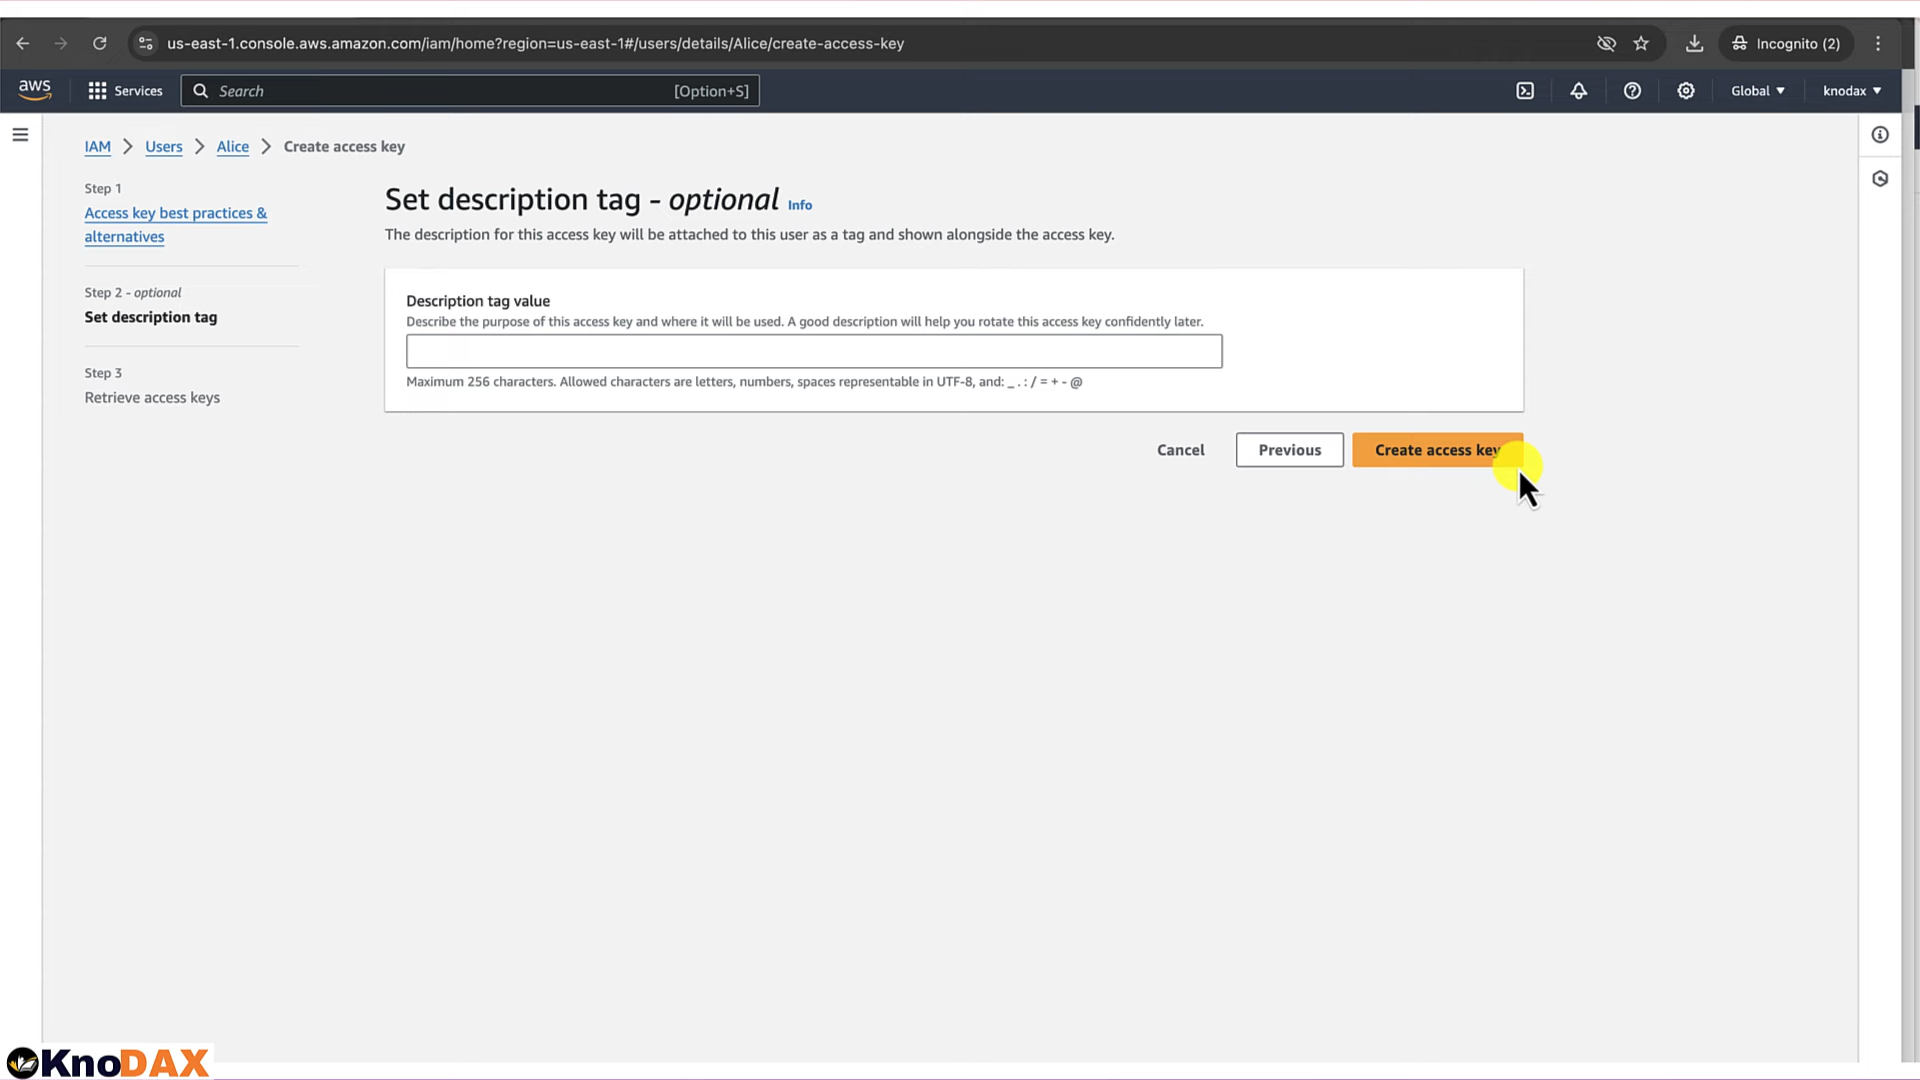 us-east-1.console.aws.amazon.com/iam/home?region=us-east-1#/users/details/Alice/create-access-key
Incognito (2)
aws
Services
Search
[Option+S]
Global
knodax
IAM
Users
Alice
Create access key
Step 1
Access key best practices &
alternatives
Step 2 - optional
Set description tag
Step 3
Retrieve access keys
Set description tag - optional Info
The description for this access key will be attached to this user as a tag and shown alongside the access key.
Description tag value
Describe the purpose of this access key and where it will be used. A good description will help you rotate this access key confidently later.
Maximum 256 characters. Allowed characters are letters, numbers, spaces representable in UTF-8, and: _ . : / = + - @
Cancel
Previous
Create access key
KnoDAX